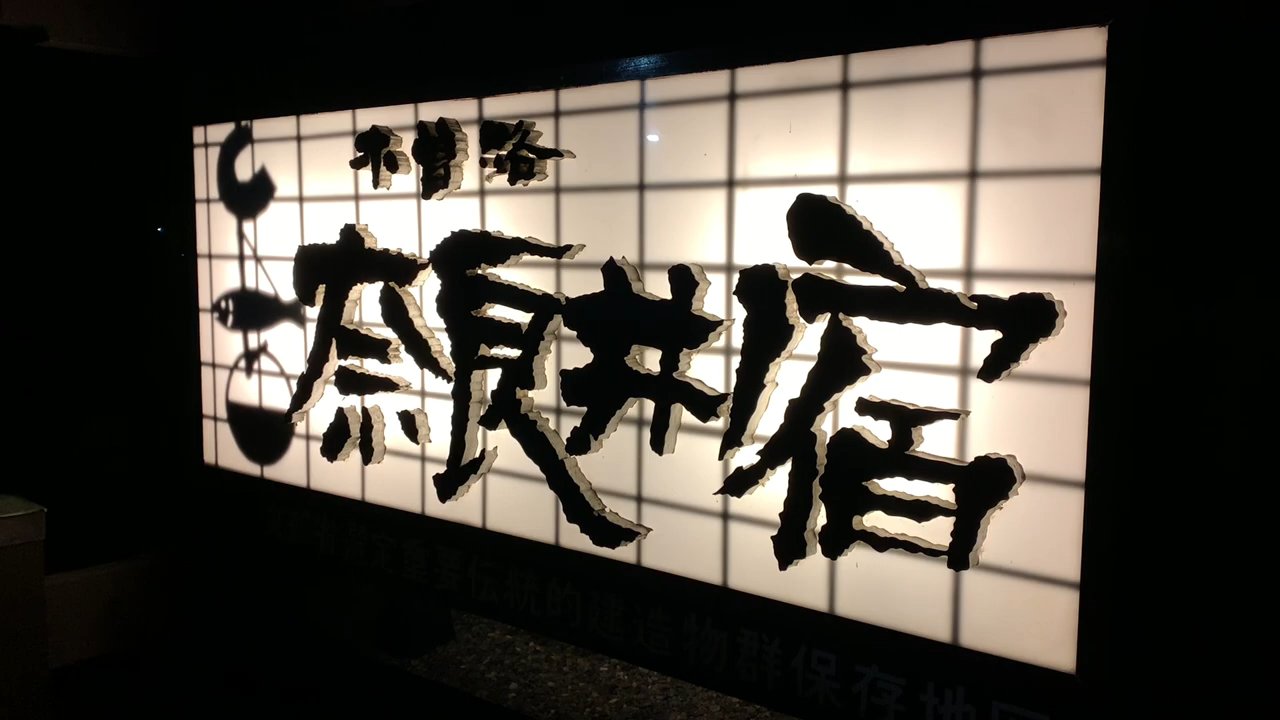 木曽路
奈良井宿
重要伝統的建造物群保存地区